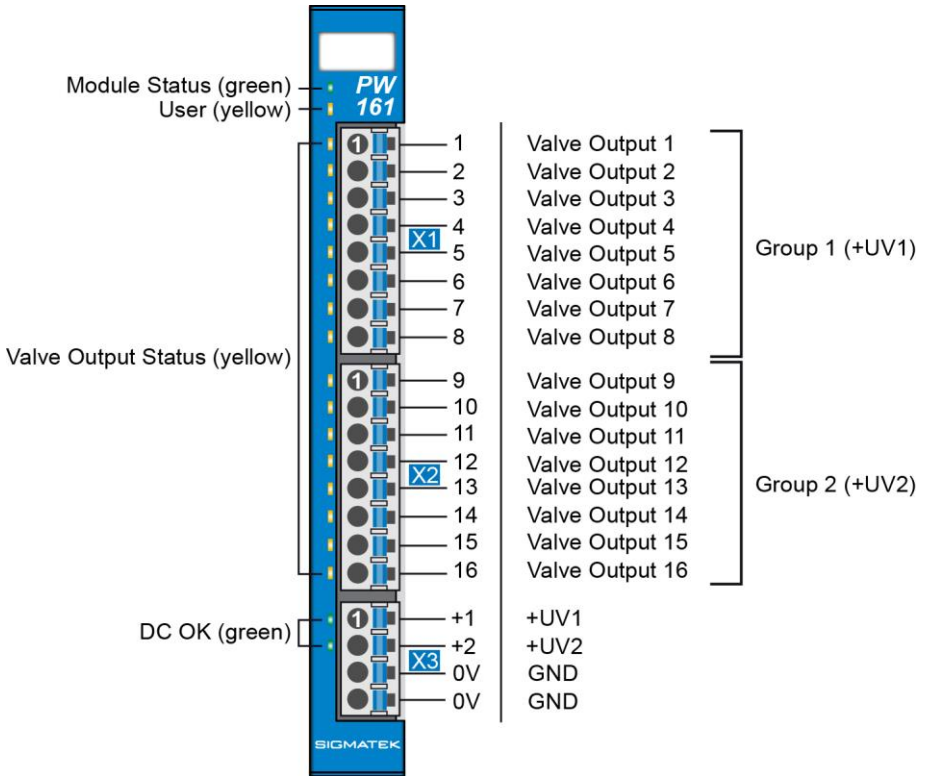 Module Status (green)
PW
User (yellow)
161
1 1 Valve Output 1
2 Valve Output 2
3 Valve Output 3
4 Valve Output 4
X1
5 Valve Output 5
Group 1 (+UV1)
6 Valve Output 6
7 Valve Output 7
8 Valve Output 8
Valve Output Status (yellow)
1 9 Valve Output 9
10 Valve Output 10
11 Valve Output 11
12 Valve Output 12
X2
13 Valve Output 13
Group 2 (+UV2)
14 Valve Output 14
15 Valve Output 15
16 Valve Output 16
DC OK (green)
1 +1 +UV1
+2 +UV2
X3
0V GND
0V GND
SIGMATEK